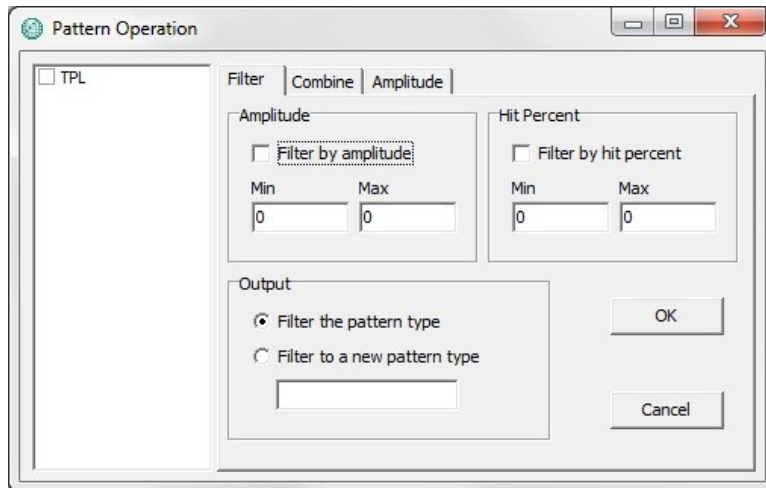 Pattern Operation
TPL
Filter
Combine
Amplitude
Amplitude
Filter by amplitude
Min
Max
0
0
Hit Percent
Filter by hit percent
Min
Max
0
0
Output
Filter the pattern type
Filter to a new pattern type
OK
Cancel